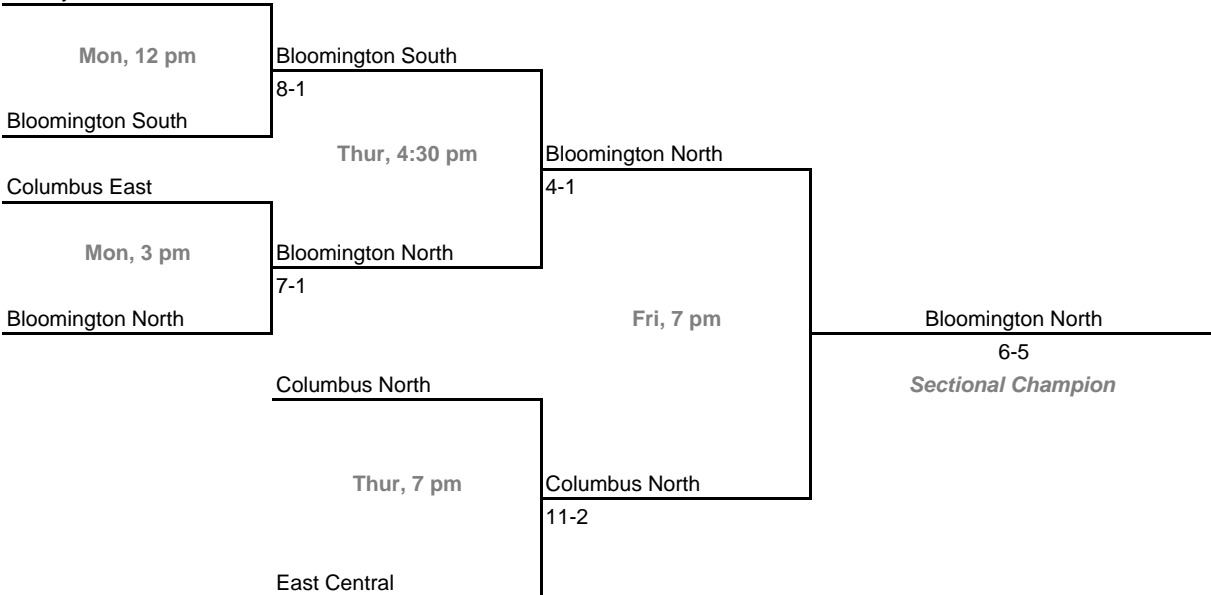 Mon, 12 pm
Bloomington South
8-1
Bloomington South
Thur, 4:30 pm
Bloomington North
4-1
Columbus East
Mon, 3 pm
Bloomington North
7-1
Bloomington North
Fri, 7 pm
Bloomington North
6-5
Sectional Champion
Columbus North
Thur, 7 pm
Columbus North
11-2
East Central